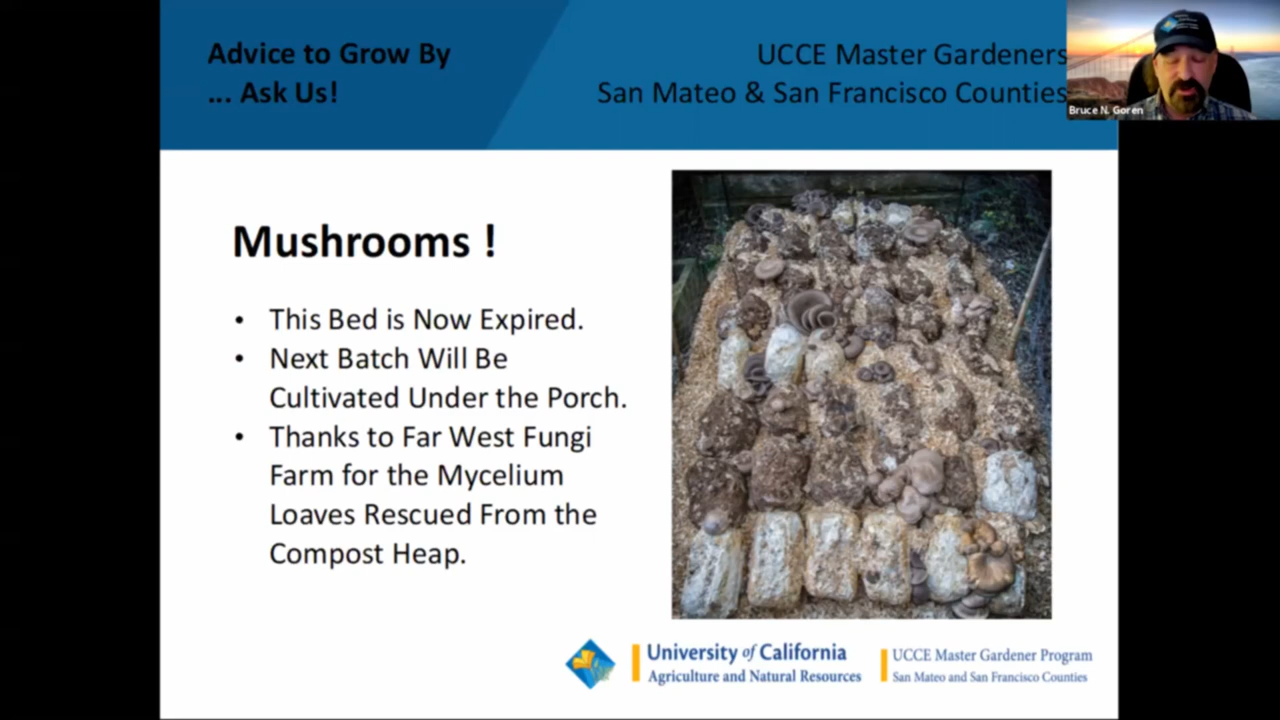 Advice to Grow By
... Ask Us!
UCCE Master Gardeners
San Mateo & San Francisco Counties
Bruce N. Goren
Mushrooms !
• This Bed is Now Expired.
• Next Batch Will Be
Cultivated Under the Porch.
• Thanks to Far West Fungi
Farm for the Mycelium
Loaves Rescued From the
Compost Heap.
University of California
Agriculture and Natural Resources
UCCE Master Gardener Program
San Mateo and San Francisco Counties